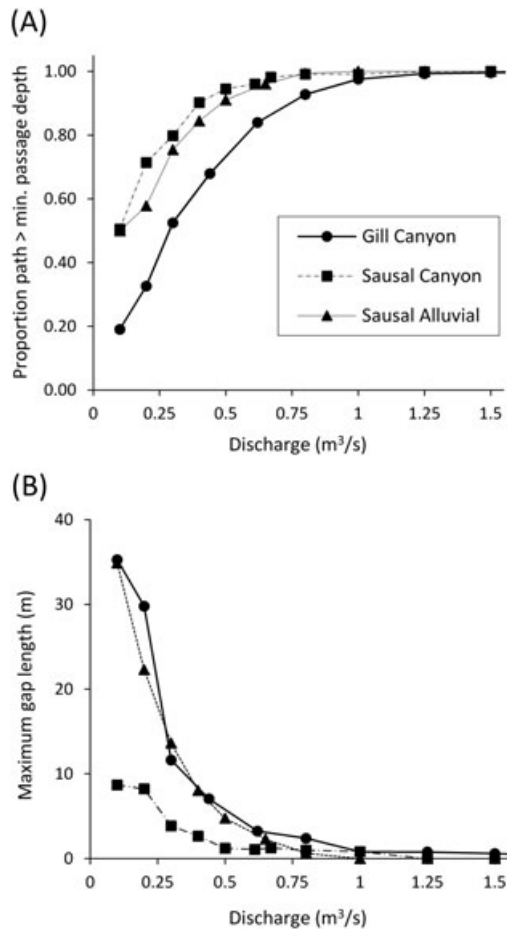 (A)
Proportion path > min. passage depth
1.00
0.80
0.60
0.40
0.20
0.00
Gill Canyon
Sausal Canyon
Sausal Alluvial
0 0.25 0.5 0.75 1 1.25 1.5
Discharge (m³/s)
(B)
Maximum gap length (m)
40
30
20
10
0
0 0.25 0.5 0.75 1 1.25 1.5
Discharge (m³/s)